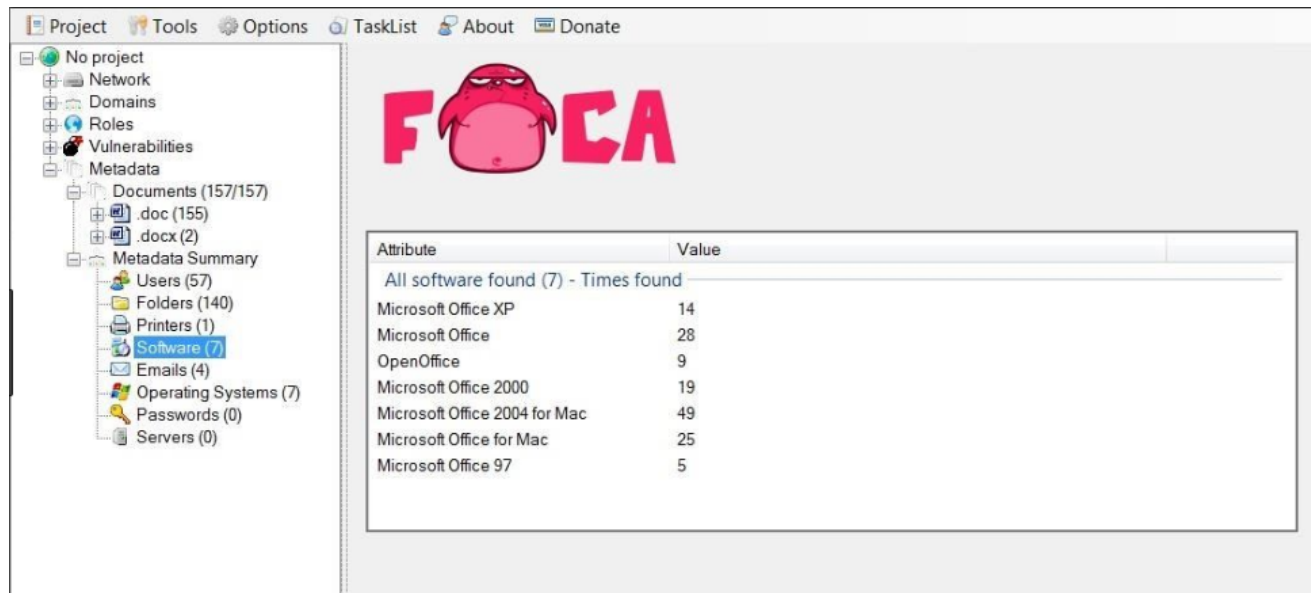 Project Tools Options TaskList About Donate
No project
Network
Domains
Roles
Vulnerabilities
Metadata
Documents (157/157)
.doc (155)
.docx (2)
Metadata Summary
Users (57)
Folders (140)
Printers (1)
Software (7)
Emails (4)
Operating Systems (7)
Passwords (0)
Servers (0)
FOCA
Attribute Value
All software found (7) - Times found
Microsoft Office XP 14
Microsoft Office 28
OpenOffice 9
Microsoft Office 2000 19
Microsoft Office 2004 for Mac 49
Microsoft Office for Mac 25
Microsoft Office 97 5